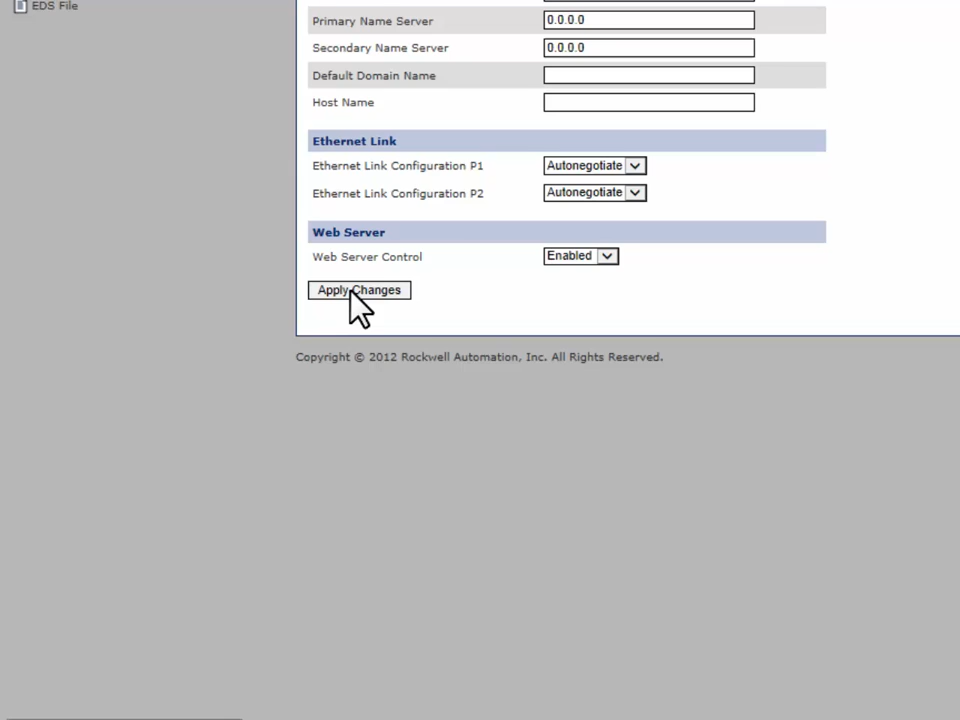 EDS File
Primary Name Server 0.0.0.0
Secondary Name Server 0.0.0.0
Default Domain Name
Host Name
Ethernet Link
Ethernet Link Configuration P1 Autonegotiate
Ethernet Link Configuration P2 Autonegotiate
Web Server
Web Server Control Enabled
Apply Changes
Copyright © 2012 Rockwell Automation, Inc. All Rights Reserved.